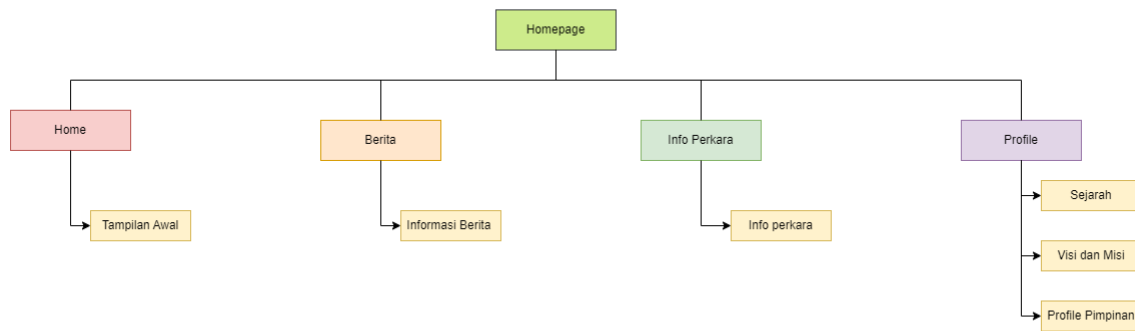 Homepage
Home
Berita
Info Perkara
Profile
Tampilan Awal
Informasi Berita
Info perkara
Sejarah
Visi dan Misi
Profile Pimpinan